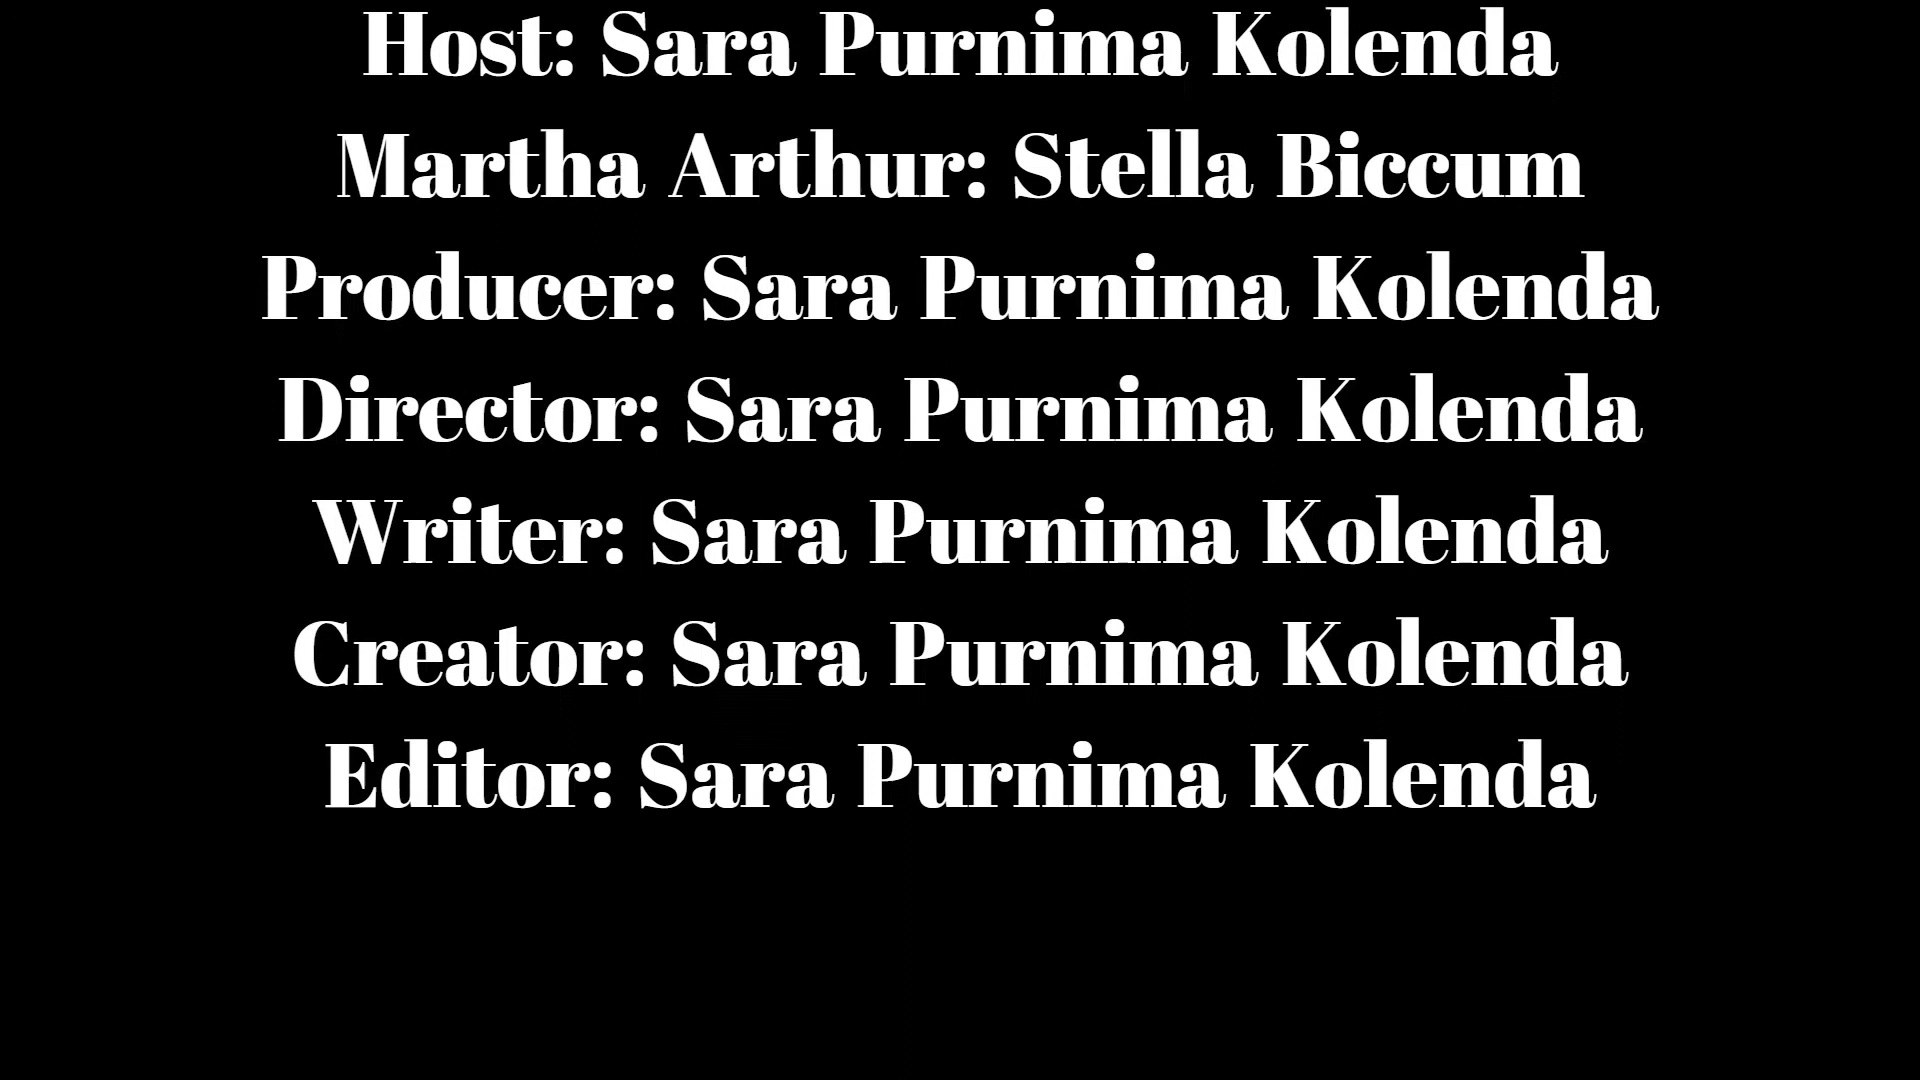 Host: Sara Purnima Kolenda
Martha Arthur: Stella Biccum
Producer: Sara Purnima Kolenda
Director: Sara Purnima Kolenda
Writer: Sara Purnima Kolenda
Creator: Sara Purnima Kolenda
Editor: Sara Purnima Kolenda